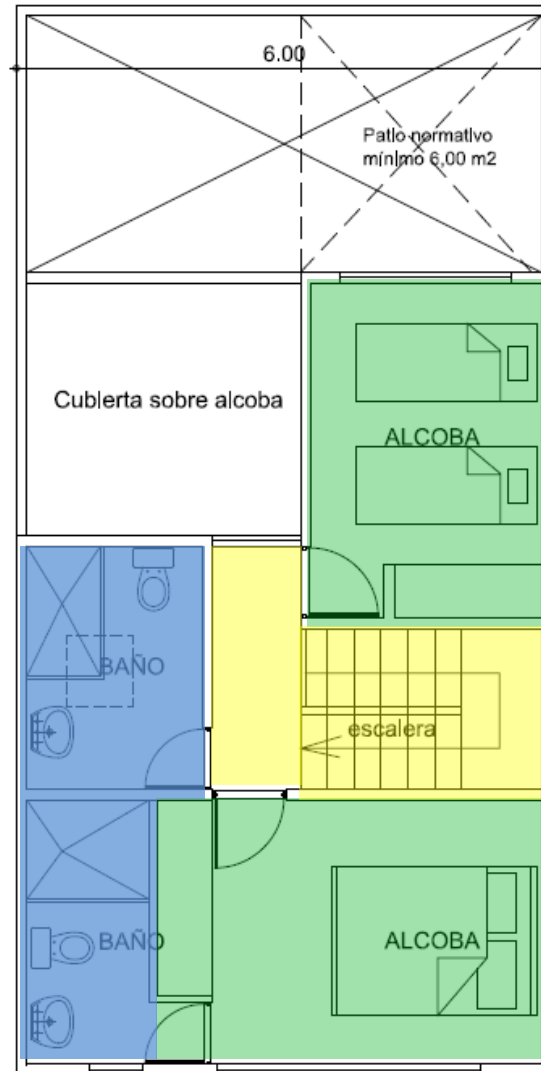 6.00
Patio normativo
mínimo 6,00 m2
Cubierta sobre alcoba
ALCOBA
BAÑO
escalera
BAÑO
ALCOBA